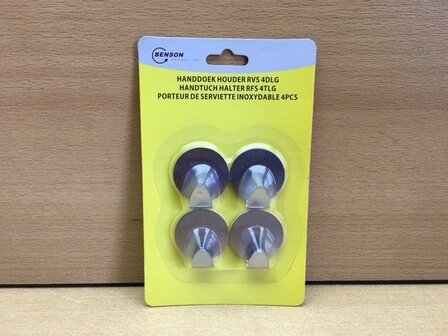 BENSON
HANDDOEK HOUDER RVS 4DLG
HANDTUCH HALTER RFS 4TLG
PORTEUR DE SERVIETTE INOXYDABLE 4PCS